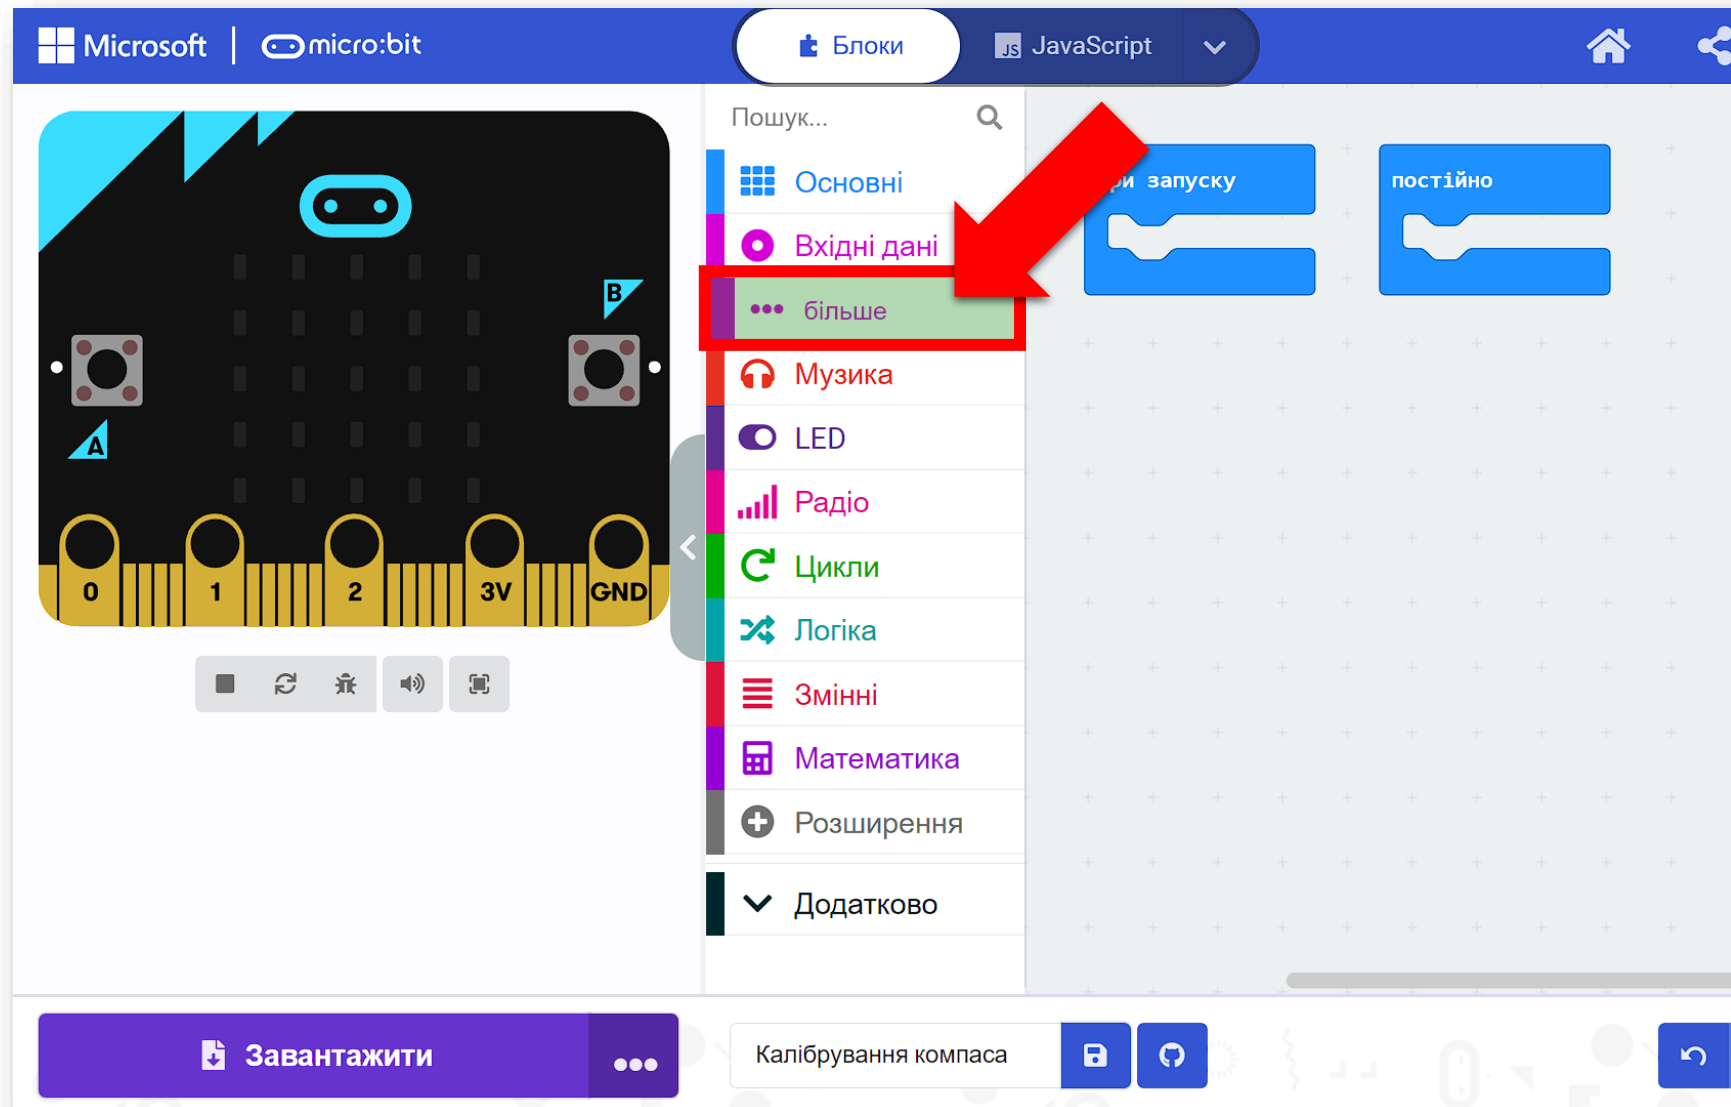 Microsoft | micro:bit
Блоки
JS JavaScript
Пошук...
Основні
Вхідні дані
більше
Музика
LED
Радіо
Цикли
Логіка
Змінні
Математика
Розширення
Додатково
запуску
постійно
B
A
0 1 2 3V GND
Завантажити
Калібрування компаса